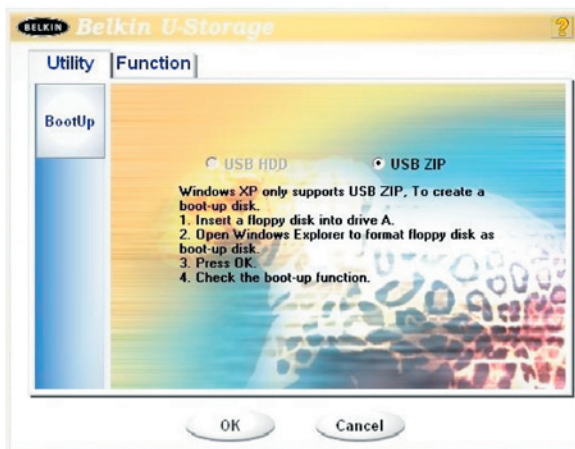 BELKIN Belkin U-Storage ?
Utility Function
BootUp
USB HDD USB ZIP
Windows XP only supports USB ZIP, To create a
boot-up disk.
1. Insert a floppy disk into drive A.
2. Open Windows Explorer to format floppy disk as
boot-up disk.
3. Press OK.
4. Check the boot-up function.
OK Cancel